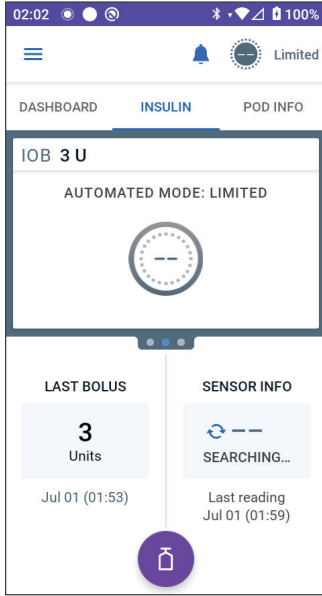 02:02 100%
Limited
DASHBOARD INSULIN POD INFO
IOB 3 U
AUTOMATED MODE: LIMITED
--
LAST BOLUS
3
Units
Jul 01 (01:53)
SENSOR INFO
--
SEARCHING...
Last reading
Jul 01 (01:59)